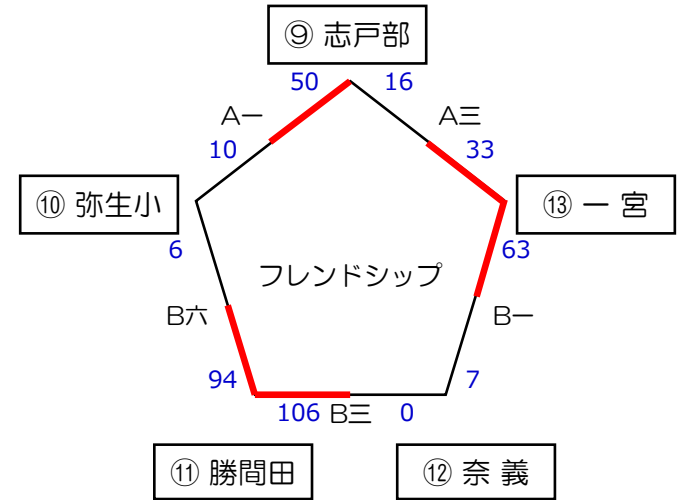 ⑨ 志戸部
50 16
A一 A三
10 33
⑩ 弥生小 ⑬ 一 宮
6 63
フレンドシップ
B六 B一
94 7
106 B三 0
⑪ 勝間田 ⑫ 奈 義